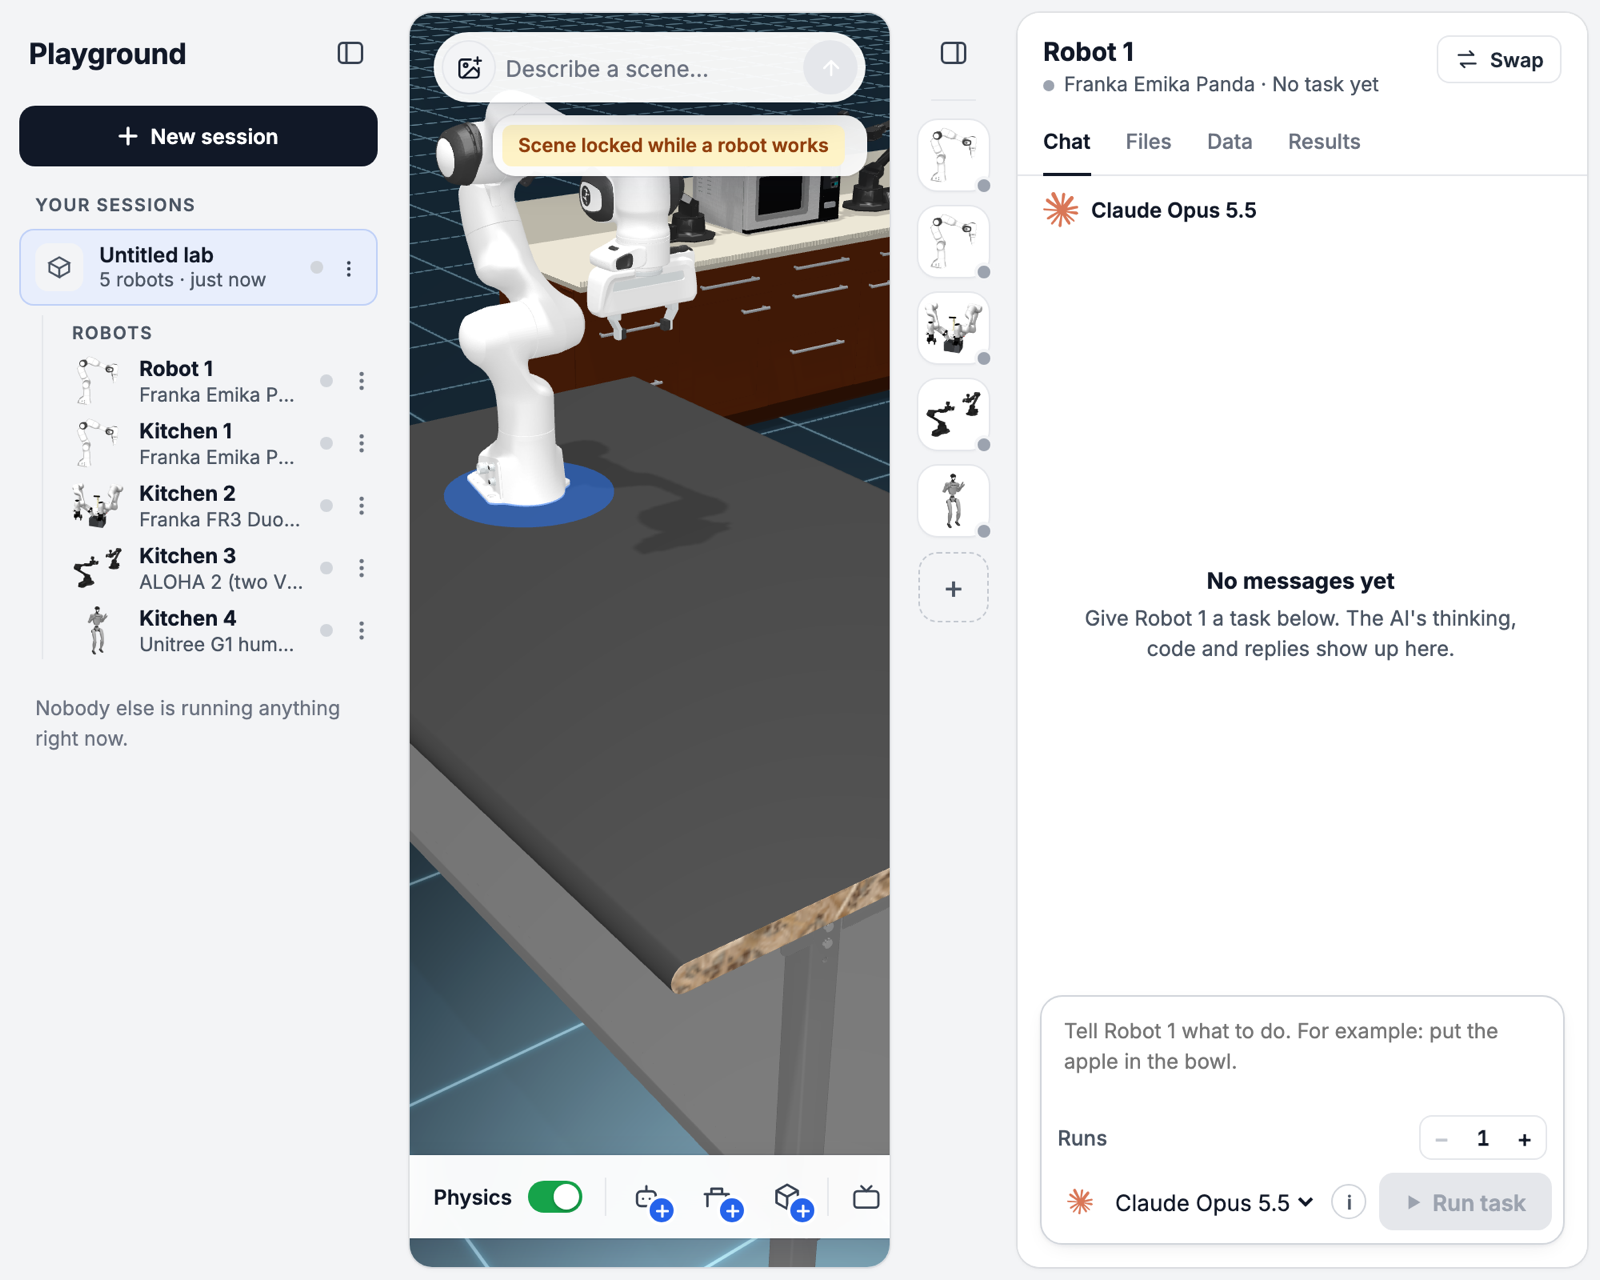 Playground
New session
YOUR SESSIONS
Untitled lab
5 robots · just now
ROBOTS
Robot 1
Franka Emika P...
Kitchen 1
Franka Emika P...
Kitchen 2
Franka FR3 Duo...
Kitchen 3
ALOHA 2 (two V...
Kitchen 4
Unitree G1 hum...
Nobody else is running anything
right now.
Describe a scene...
Scene locked while a robot works
Physics
Robot 1
Franka Emika Panda · No task yet
Swap
Chat Files Data Results
Claude Opus 5.5
No messages yet
Give Robot 1 a task below. The AI's thinking,
code and replies show up here.
Tell Robot 1 what to do. For example: put the
apple in the bowl.
Runs
1
Claude Opus 5.5
Run task